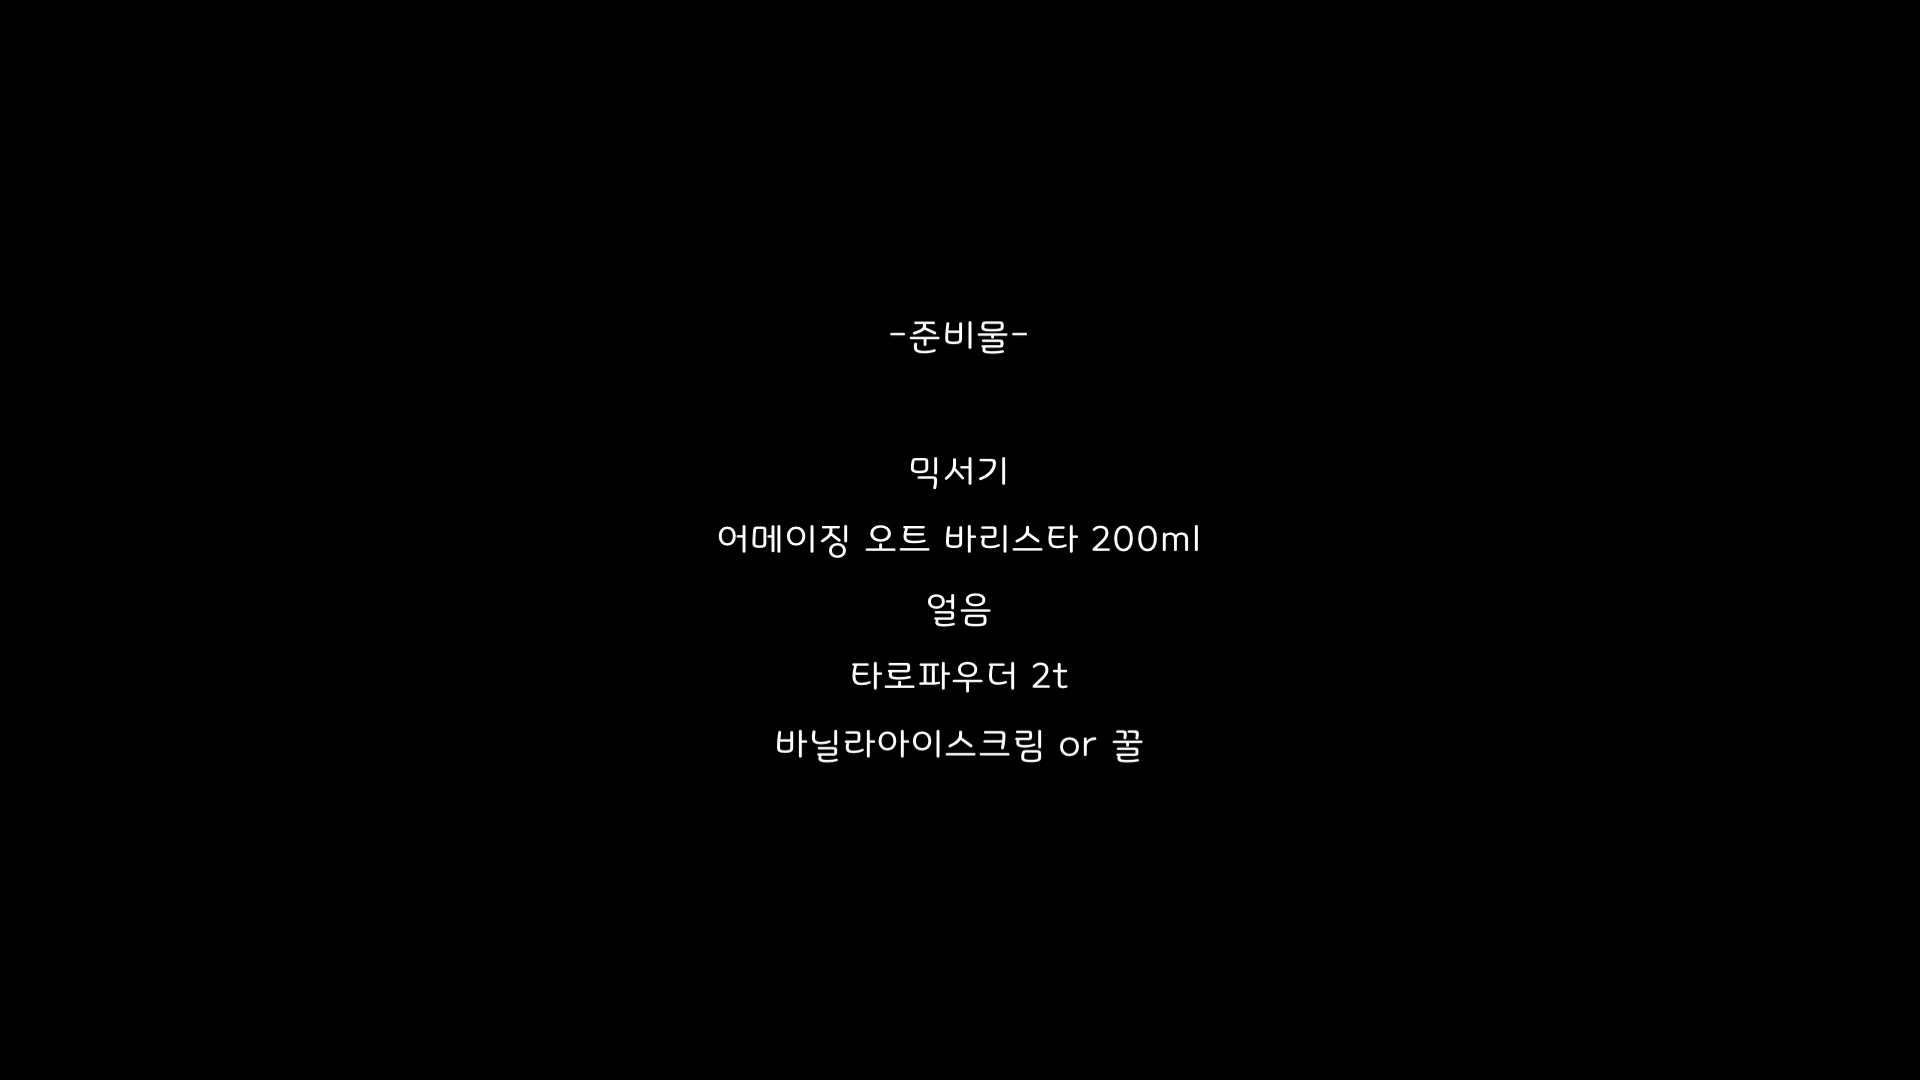 -준비물-
믹서기
어메이징 오트 바리스타 200ml
얼음
타로파우더 2t
바닐라아이스크림 or 꿀